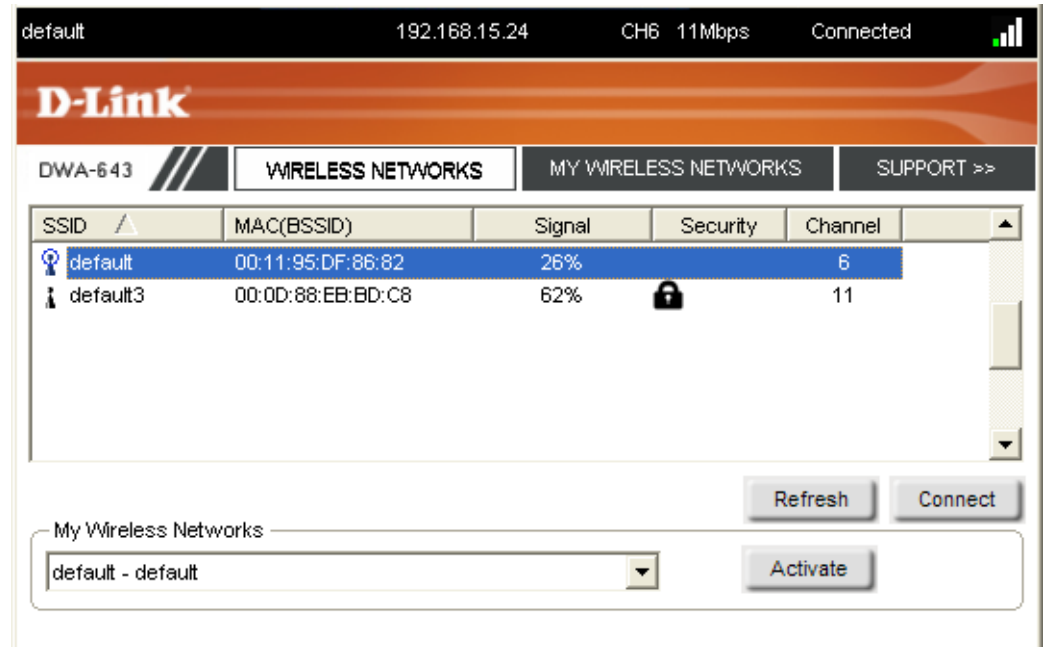 default 192.168.15.24 CH6 11Mbps Connected
D-Link
DWA-643 WIRELESS NETWORKS MY WIRELESS NETWORKS SUPPORT >>
SSID MAC(BSSID) Signal Security Channel
default 00:11:95:DF:86:82 26% 6
default3 00:0D:88:EB:BD:C8 62% 11
Refresh Connect
My Wireless Networks
default - default Activate